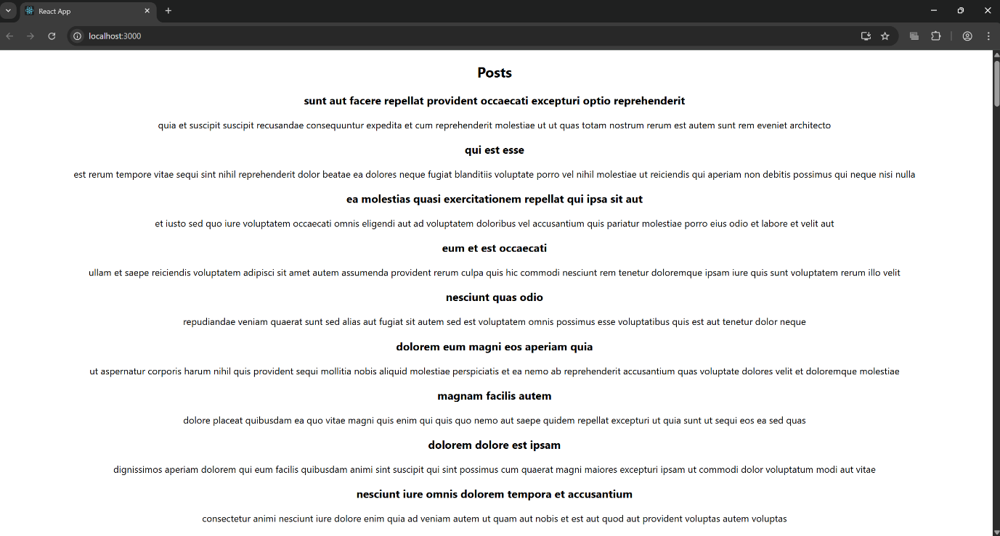 React App
localhost:3000
Posts
sunt aut facere repellat provident occaecati excepturi optio reprehenderit
quia et suscipit suscipit recusandae consequuntur expedita et cum reprehenderit molestiae ut ut quas totam nostrum rerum est autem sunt rem eveniet architecto
qui est esse
est rerum tempore vitae sequi sint nihil reprehenderit dolor beatae ea dolores neque fugiat blanditiis voluptate porro vel nihil molestiae ut reiciendis qui aperiam non debitis possimus qui neque nisi nulla
ea molestias quasi exercitationem repellat qui ipsa sit aut
et iusto sed quo iure voluptatem occaecati omnis eligendi aut ad voluptatem doloribus vel accusantium quis pariatur molestiae porro eius odio et labore et velit aut
eum et est occaecati
ullam et saepe reiciendis voluptatem adipisci sit amet autem assumenda provident rerum culpa quis hic commodi nesciunt rem tenetur doloremque ipsam iure quis sunt voluptatem rerum illo velit
nesciunt quas odio
repudiandae veniam quaerat sunt sed alias aut fugiat sit autem sed est voluptatem omnis possimus esse voluptatibus quis est aut tenetur dolor neque
dolorem eum magni eos aperiam quia
ut aspernatur corporis harum nihil quis provident sequi mollitia nobis aliquid molestiae perspiciatis et ea nemo ab reprehenderit accusantium quas voluptate dolores velit et doloremque molestiae
magnam facilis autem
dolore placeat quibusdam ea quo vitae magni quis enim qui quis quo nemo aut saepe quidem repellat excepturi ut quia sunt ut sequi eos ea sed quas
dolorem dolore est ipsam
dignissimos aperiam dolorem qui eum facilis quibusdam animi sint suscipit qui sint possimus cum quaerat magni maiores excepturi ipsam ut commodi dolor voluptatum modi aut vitae
nesciunt iure omnis dolorem tempora et accusantium
consectetur animi nesciunt iure dolore enim quia ad veniam autem ut quam aut nobis et est aut quod aut provident voluptas autem voluptas